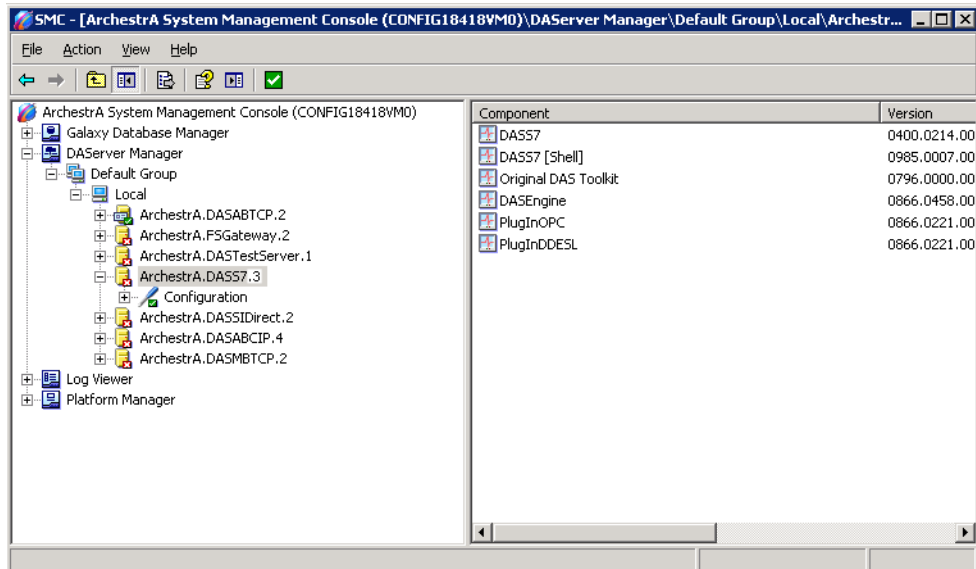 SMC - [ArchestrA System Management Console (CONFIG18418VM0)\DAServer Manager\Default Group\Local\Archestr...
File Action View Help
ArchestrA System Management Console (CONFIG18418VM0)
Galaxy Database Manager
DAServer Manager
Default Group
Local
ArchestrA.DASABTCP.2
ArchestrA.FSGateway.2
ArchestrA.DASTestServer.1
ArchestrA.DASS7.3
Configuration
ArchestrA.DASSIDirect.2
ArchestrA.DASABCIP.4
ArchestrA.DASMBTCP.2
Log Viewer
Platform Manager
Component Version
DASS7 0400.0214.00
DASS7 [Shell] 0985.0007.00
Original DAS Toolkit 0796.0000.00
DASEngine 0866.0458.00
PlugInOPC 0866.0221.00
PlugInDDESL 0866.0221.00